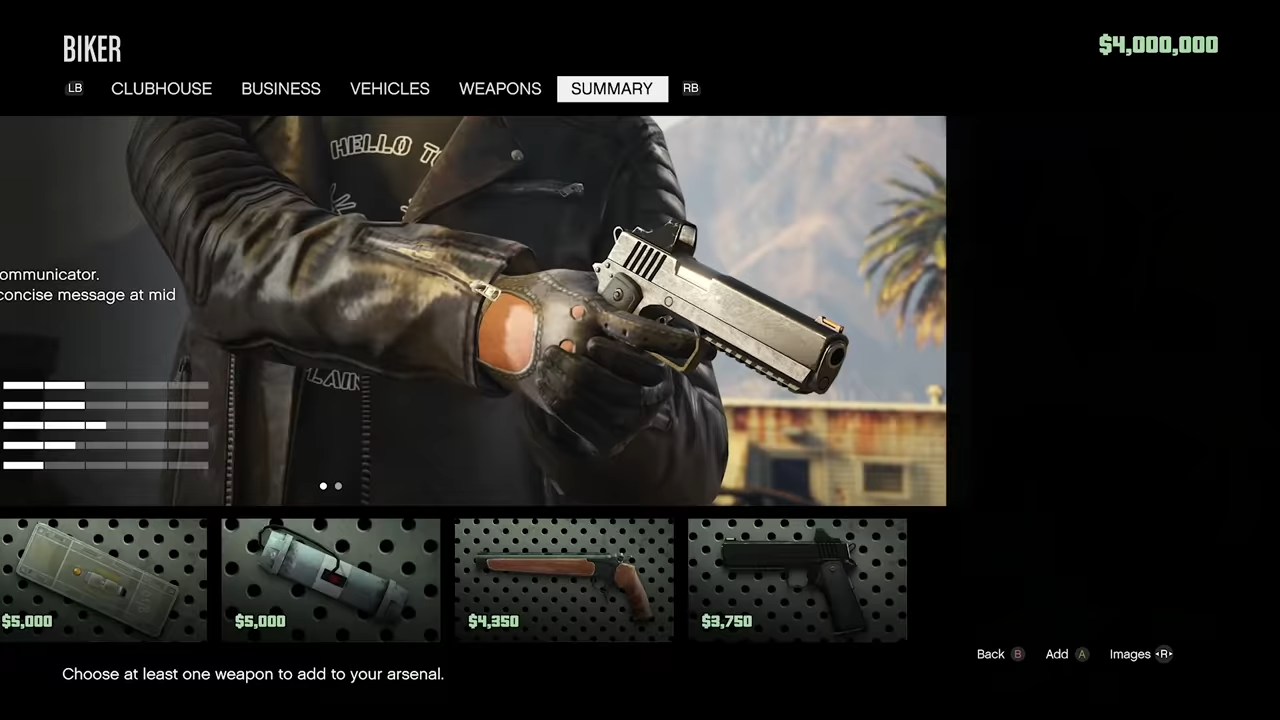 BIKER
$4,000,000
LB CLUBHOUSE BUSINESS VEHICLES WEAPONS SUMMARY RB
HELLO
ommunicator.
concise message at mid
$5,000 $5,000 $4,350 $3,750
Back B Add A Images R
Choose at least one weapon to add to your arsenal.